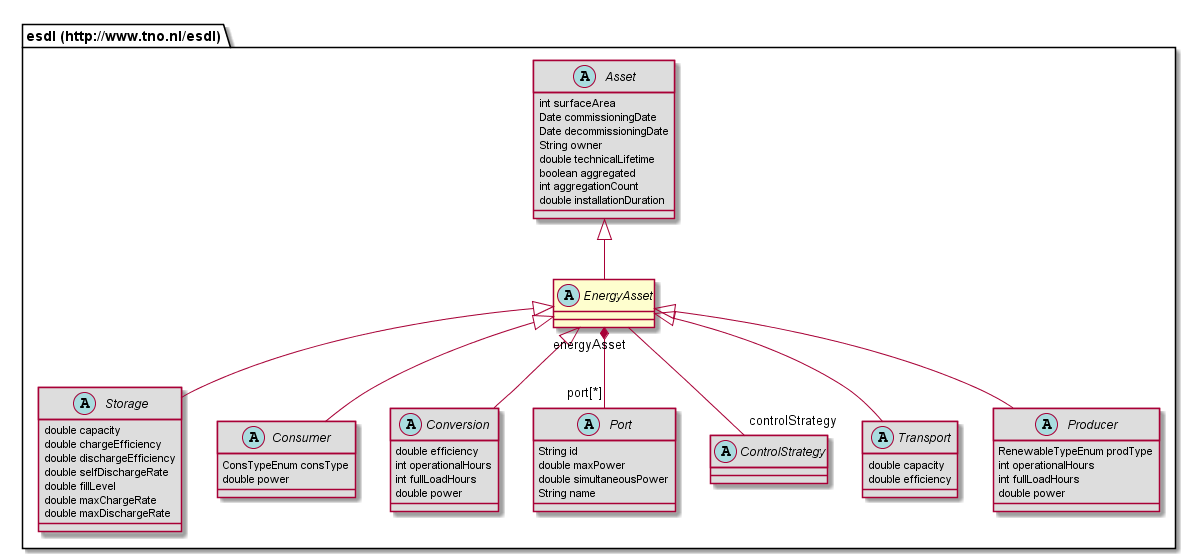 esdl (http://www.tno.nl/esdl)
A Asset
int surfaceArea
Date commissioningDate
Date decommissioningDate
String owner
double technicalLifetime
boolean aggregated
int aggregationCount
double installationDuration
A EnergyAsset
energyAsset
port[*]
controlStrategy
A Storage
double capacity
double chargeEfficiency
double dischargeEfficiency
double selfDischargeRate
double fillLevel
double maxChargeRate
double maxDischargeRate
A Consumer
ConsTypeEnum consType
double power
A Conversion
double efficiency
int operationalHours
int fullLoadHours
double power
A Port
String id
double maxPower
double simultaneousPower
String name
A ControlStrategy
A Transport
double capacity
double efficiency
A Producer
RenewableTypeEnum prodType
int operationalHours
int fullLoadHours
double power